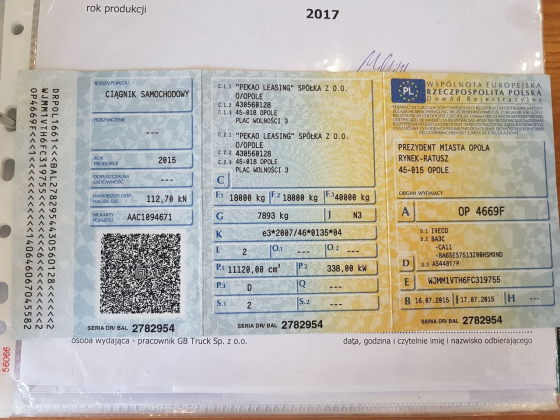 rok produkcji
2017
RODZAJ POJAZDU
CIĄGNIK SAMOCHODOWY
PRZEZNACZENIE
---
ROK PRODUKCJI
2015
DOPUSZCZALNA ŁADOWNOŚĆ
---
NAJWIĘKSZY DOP. NACISK OSI
112,70 kN
NR KARTY POJAZDU
AAC1094671
SERIA DR/ BAL 2782954
C.1.1 "PEKAO LEASING" SPÓŁKA Z O.O.
O/OPOLE
C.1.2 430560128
C.1.3 45-018 OPOLE
PLAC WOLNOŚCI 3
C.2.1 "PEKAO LEASING" SPÓŁKA Z O.O.
O/OPOLE
C.2.2 430560128
C.2.3 45-018 OPOLE
PLAC WOLNOŚCI 3
C
F.1 18000 kg F.2 18000 kg F.3 40000 kg
G 7893 kg J N3
K e3*2007/46*0135*04
L 2 O.1 --- O.2 ---
P.1 11120,00 cm³ P.2 338,00 kW
P.3 D Q ---
S.1 2 S.2 ---
SERIA DR/ BAL 2782954
PL
WSPÓLNOTA EUROPEJSKA
RZECZPOSPOLITA POLSKA
Dowód Rejestracyjny
PREZYDENT MIASTA OPOLA
RYNEK-RATUSZ
45-015 OPOLE
ORGAN WYDAJĄCY
A OP 4669F
D.1 IVECO
D.2 BA3C
-CA11
-BA65ES7513Z00HSMXND
D D.3 AS440T/P
E WJMM1VTH6FC319755
B 16.07.2015 I 17.07.2015 H ---
SERIA DR/ BAL 2782954
osoba wydająca - pracownik GB Truck Sp. z o.o.
data, godzina i czytelnie imię i nazwisko odbierającego
56066